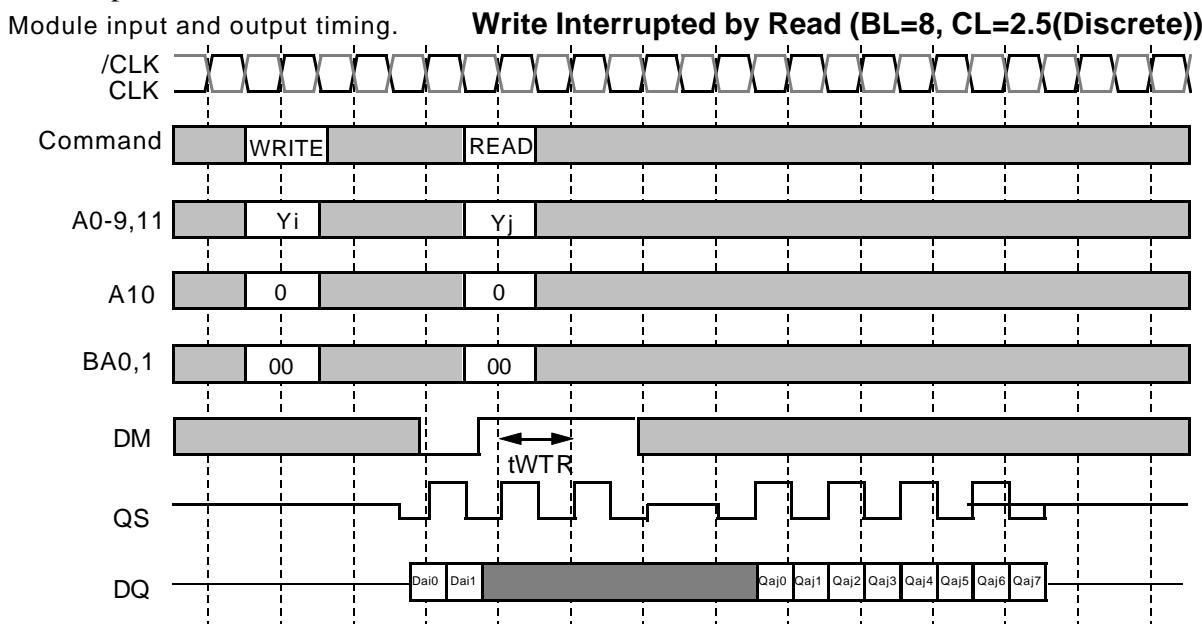 Module input and output timing.
Write Interrupted by Read (BL=8, CL=2.5(Discrete))
/CLK
CLK
Command
WRITE
READ
A0-9,11
Yi
Yj
A10
0
0
BA0,1
00
00
DM
tWTR
QS
DQ
Dai0
Dai1
Qaj0
Qaj1
Qaj2
Qaj3
Qaj4
Qaj5
Qaj6
Qaj7